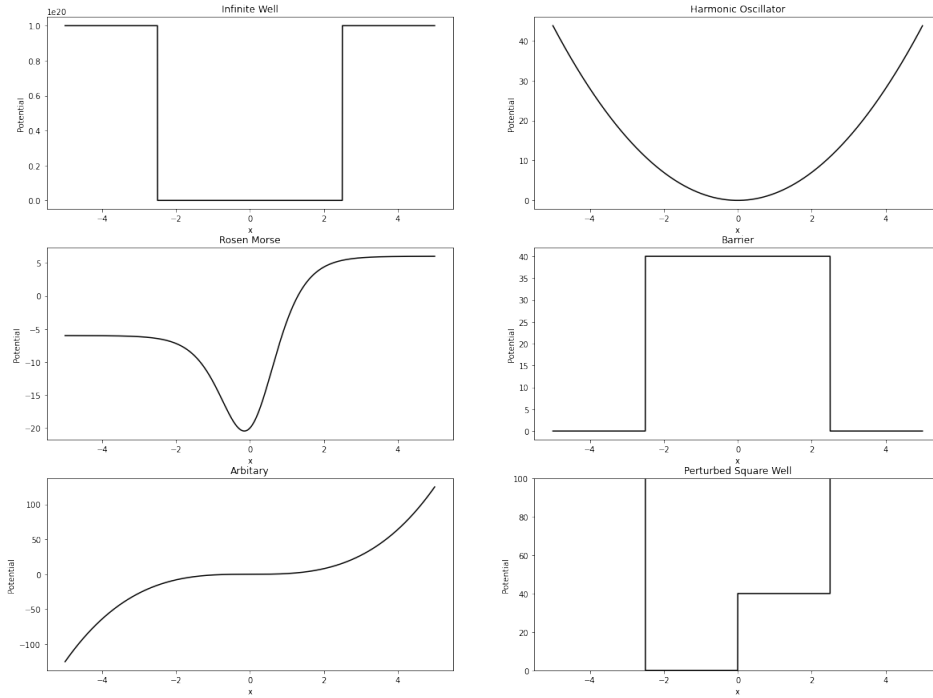 Infinite Well
1e20
1.0
0.8
0.6
0.4
0.2
0.0
Potential
−4 −2 0 2 4
x
Harmonic Oscillator
40
30
20
10
0
Potential
−4 −2 0 2 4
x
Rosen Morse
5
0
−5
−10
−15
−20
Potential
−4 −2 0 2 4
x
Barrier
40
35
30
25
20
15
10
5
0
Potential
−4 −2 0 2 4
x
Arbitary
100
50
0
−50
−100
Potential
−4 −2 0 2 4
x
Perturbed Square Well
100
80
60
40
20
0
Potential
−4 −2 0 2 4
x